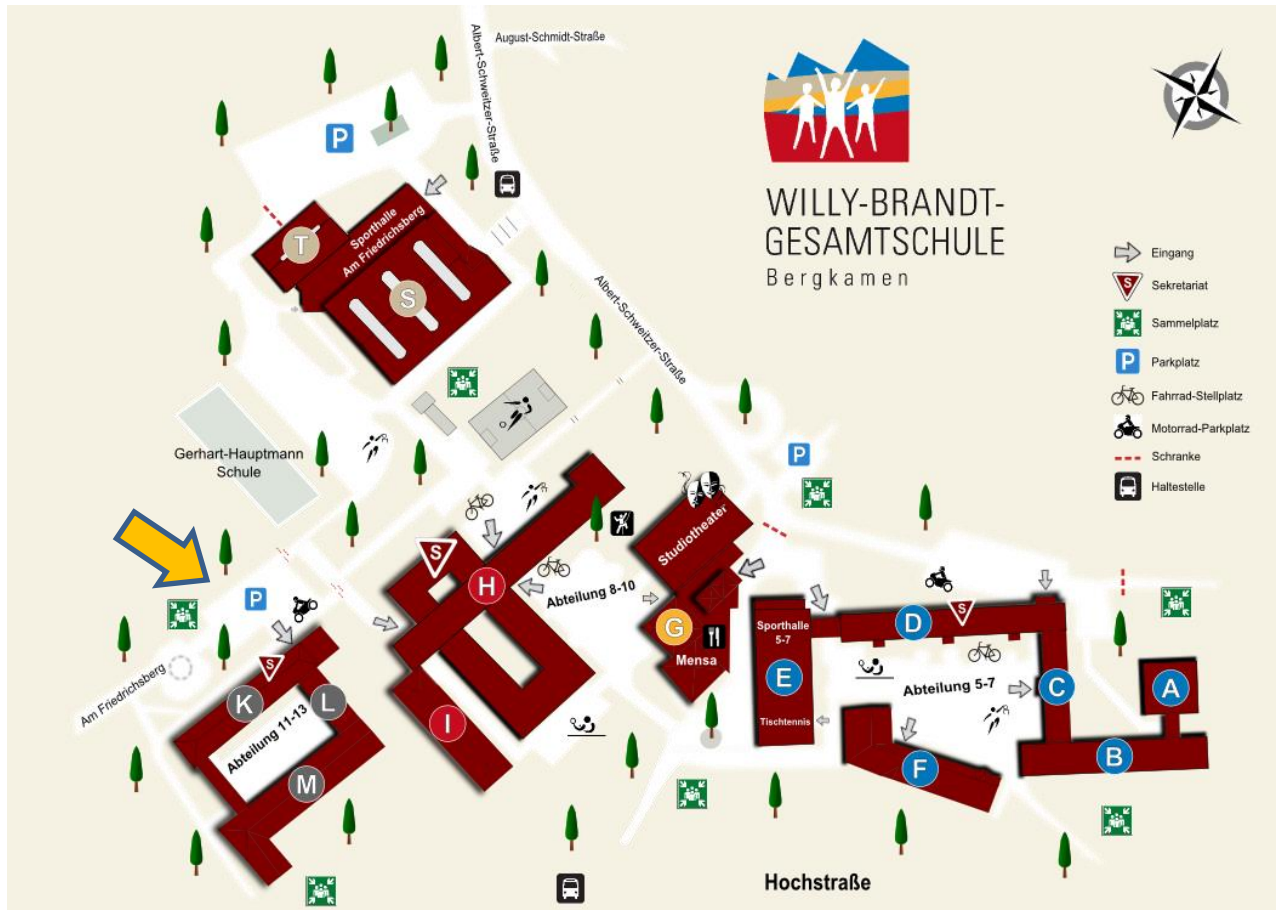 August-Schmidt-Straße
Albert-Schweitzer-Straße
P
WILLY-BRANDT-
GESAMTSCHULE
Bergkamen
T
Sporthalle
Am Friedrichsberg
S
Albert-Schweitzer-Straße
Eingang
S
Sekretariat
Sammelplatz
P
Parkplatz
Fahrrad-Stellplatz
Motorrad-Parkplatz
Schranke
Haltestelle
Gerhart-Hauptmann
Schule
P
Studiotheater
S
H
Abteilung 8-10
G
Mensa
P
Sporthalle
5-7
E
Tischtennis
D
S
Abteilung 5-7
C
A
B
F
Am Friedrichsberg
S
K
L
Abteilung 11-13
M
I
Hochstraße